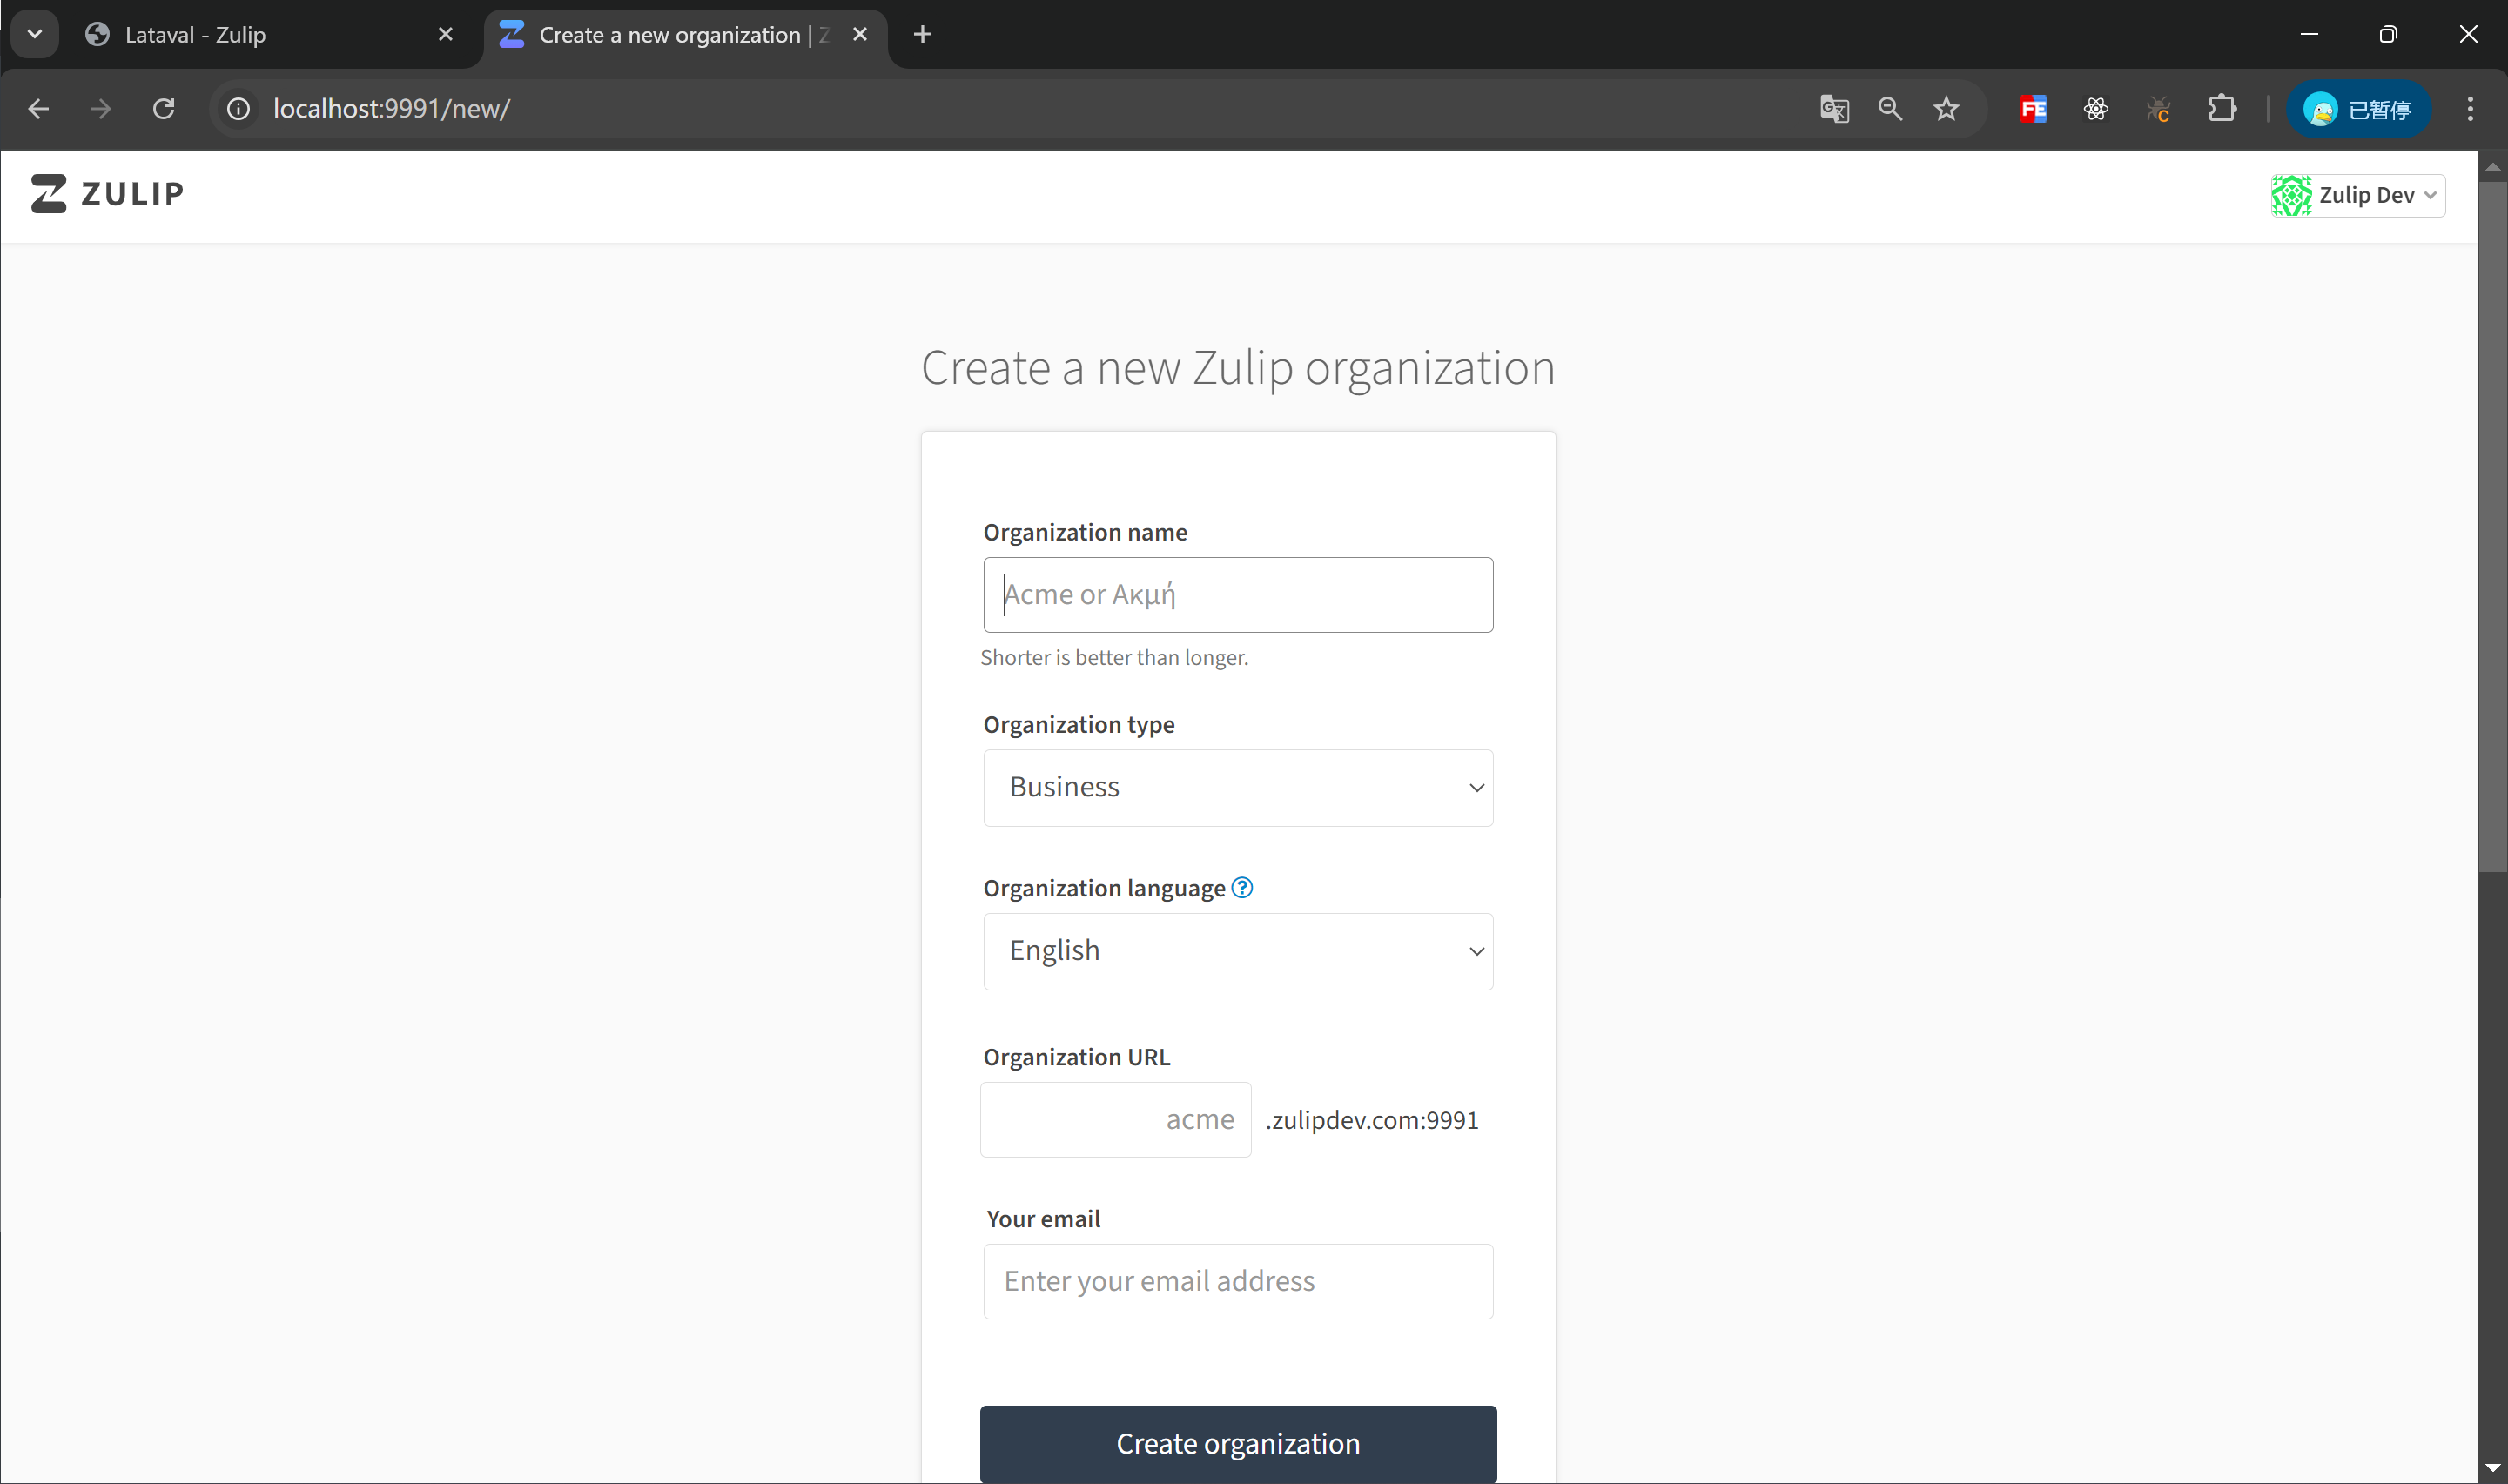 Lataval - Zulip
Create a new organization | Z
localhost:9991/new/
FE
C
已暂停
ZULIP
Zulip Dev
Create a new Zulip organization
Organization name
Acme or Ακμή
Shorter is better than longer.
Organization type
Business
Organization language
English
Organization URL
acme .zulipdev.com:9991
Your email
Enter your email address
Create organization